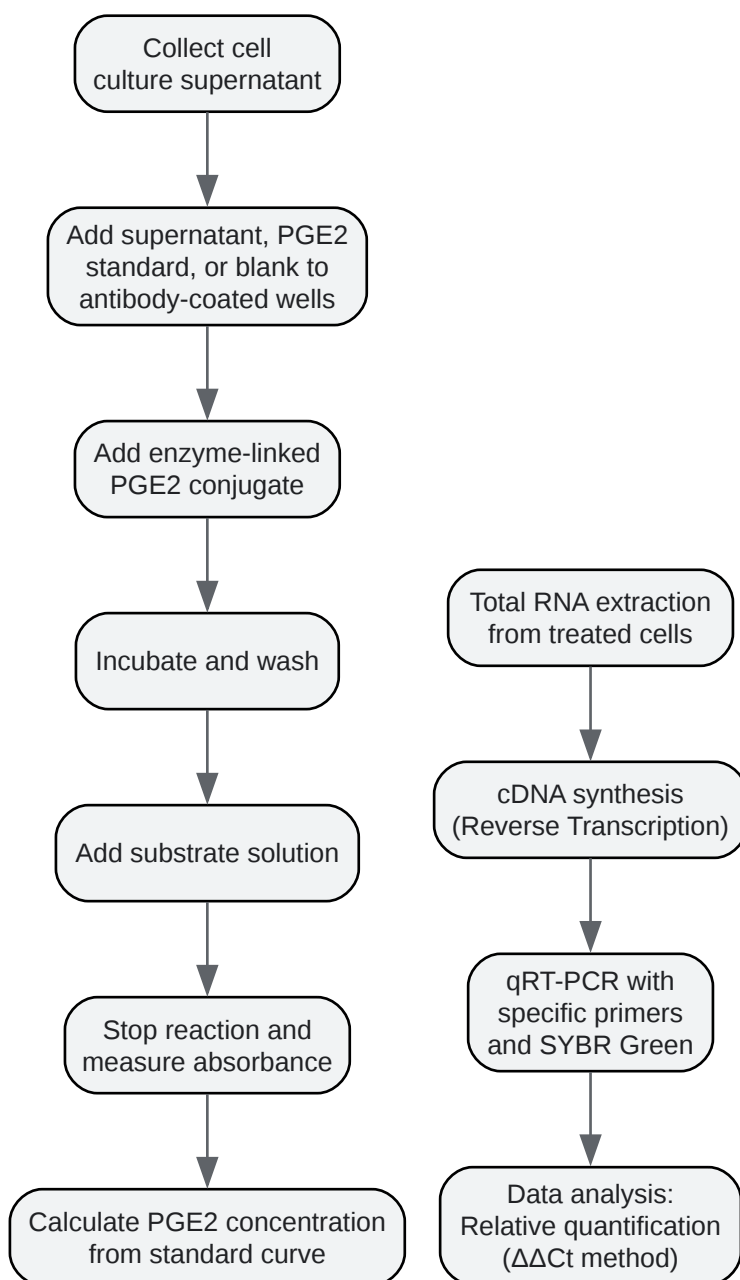 Collect cell
culture supernatant
Add supernatant, PGE2
standard, or blank to
antibody-coated wells
Add enzyme-linked
PGE2 conjugate
Incubate and wash
Add substrate solution
Stop reaction and
measure absorbance
Calculate PGE2 concentration
from standard curve
Total RNA extraction
from treated cells
cDNA synthesis
(Reverse Transcription)
qRT-PCR with
specific primers
and SYBR Green
Data analysis:
Relative quantification
(ΔΔCt method)